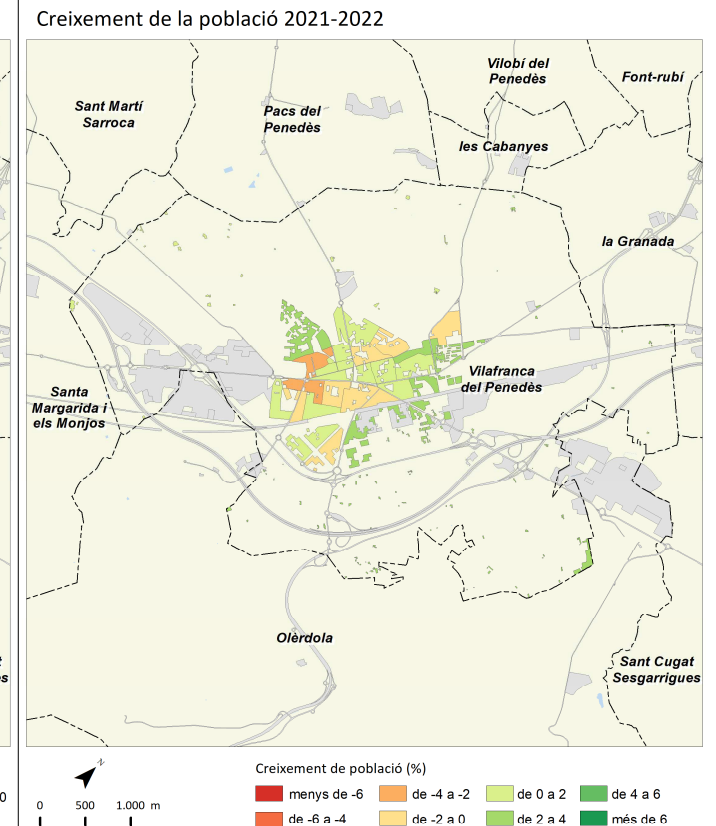 Creixement de la població 2021-2022
Vilobí del
Penedès
Font-rubí
Sant Martí
Sarroca
Pacs del
Penedès
les Cabanyes
la Granada
Vilafranca
del Penedès
Santa
Margarida i
els Monjos
Olèrdola
Sant Cugat
Sesgarrigues
N
0 500 1.000 m
Creixement de població (%)
menys de -6
de -4 a -2
de 0 a 2
de 4 a 6
de -6 a -4
de -2 a 0
de 2 a 4
més de 6